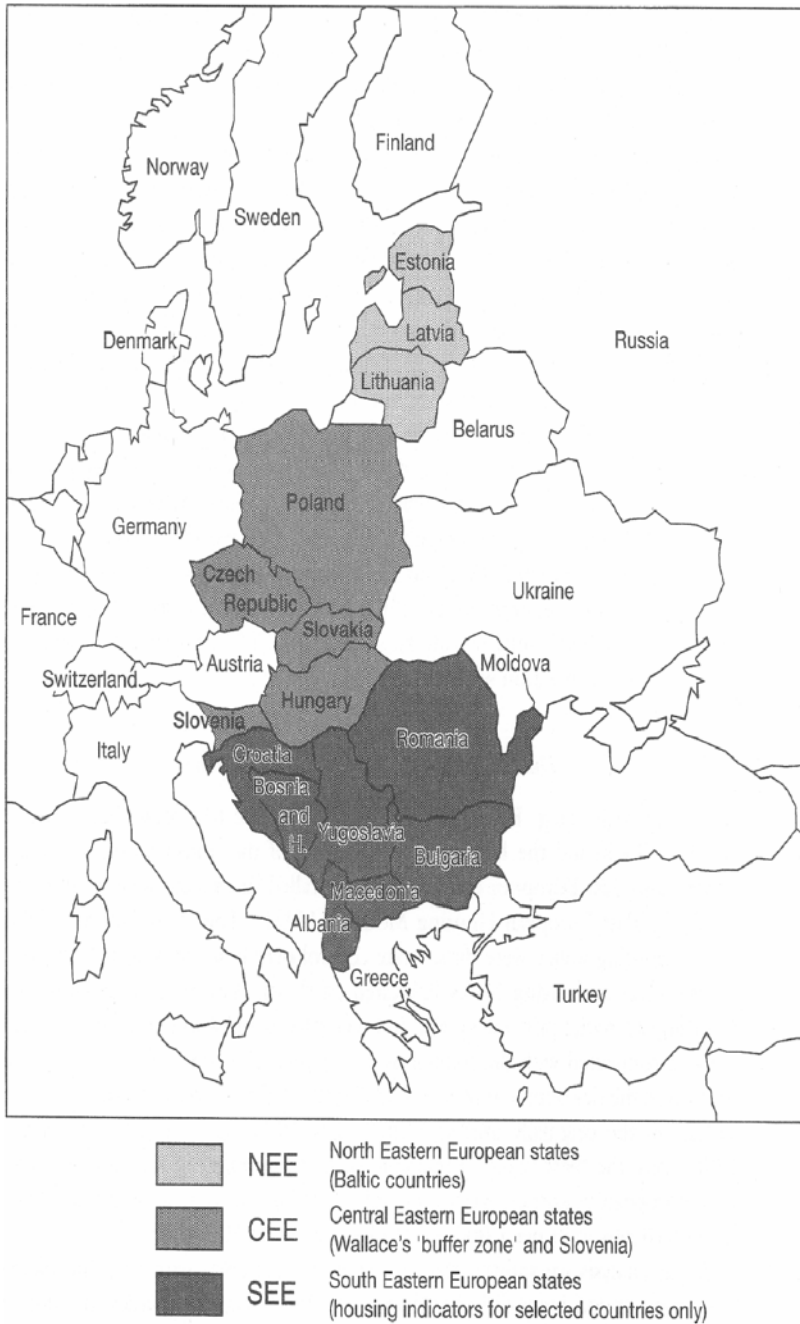 Finland
Norway
Sweden
Estonia
Denmark
Latvia
Russia
Lithuania
Belarus
Poland
Germany
Czech
Republic
Ukraine
France
Slovakia
Austria
Moldova
Switzerland
Hungary
Slovenia
Italy
Croatia
Romania
Bosnia
and
H.
Yugoslavia
Bulgaria
Macedonia
Albania
Greece
Turkey
NEE
North Eastern European states
(Baltic countries)
CEE
Central Eastern European states
(Wallace's 'buffer zone' and Slovenia)
SEE
South Eastern European states
(housing indicators for selected countries only)